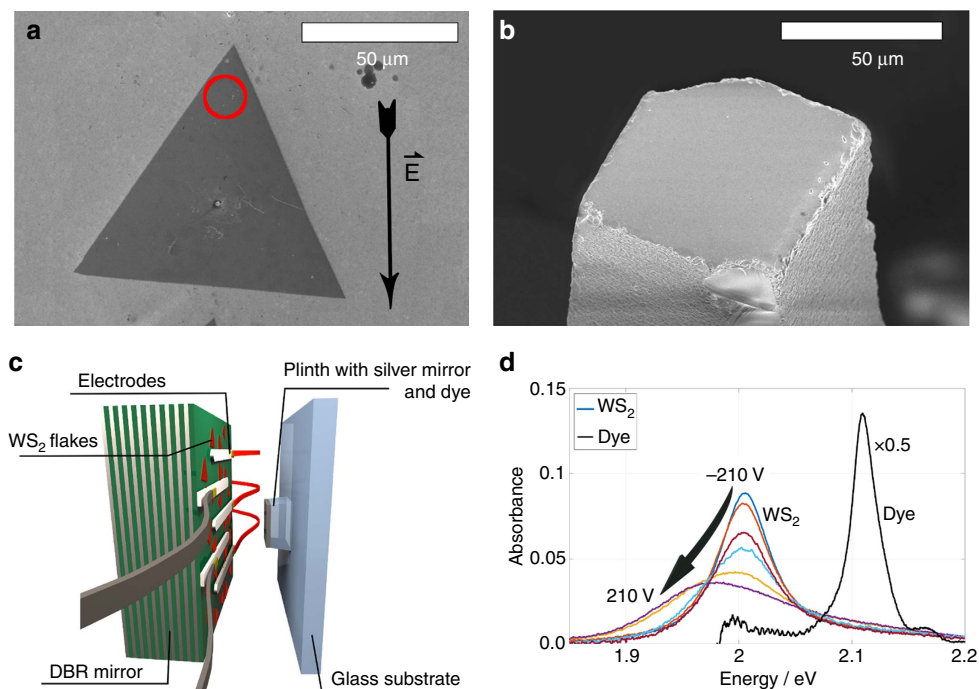 a
50 μm
E
b
50 μm
c
Electrodes
Plinth with silver mirror
and dye
WS2 flakes
DBR mirror
Glass substrate
d
0.15
WS2
Dye
×0.5
0.10
–210 V
WS2
Dye
Absorbance
0.05
210 V
0.0
1.9
2
2.1
2.2
Energy / eV